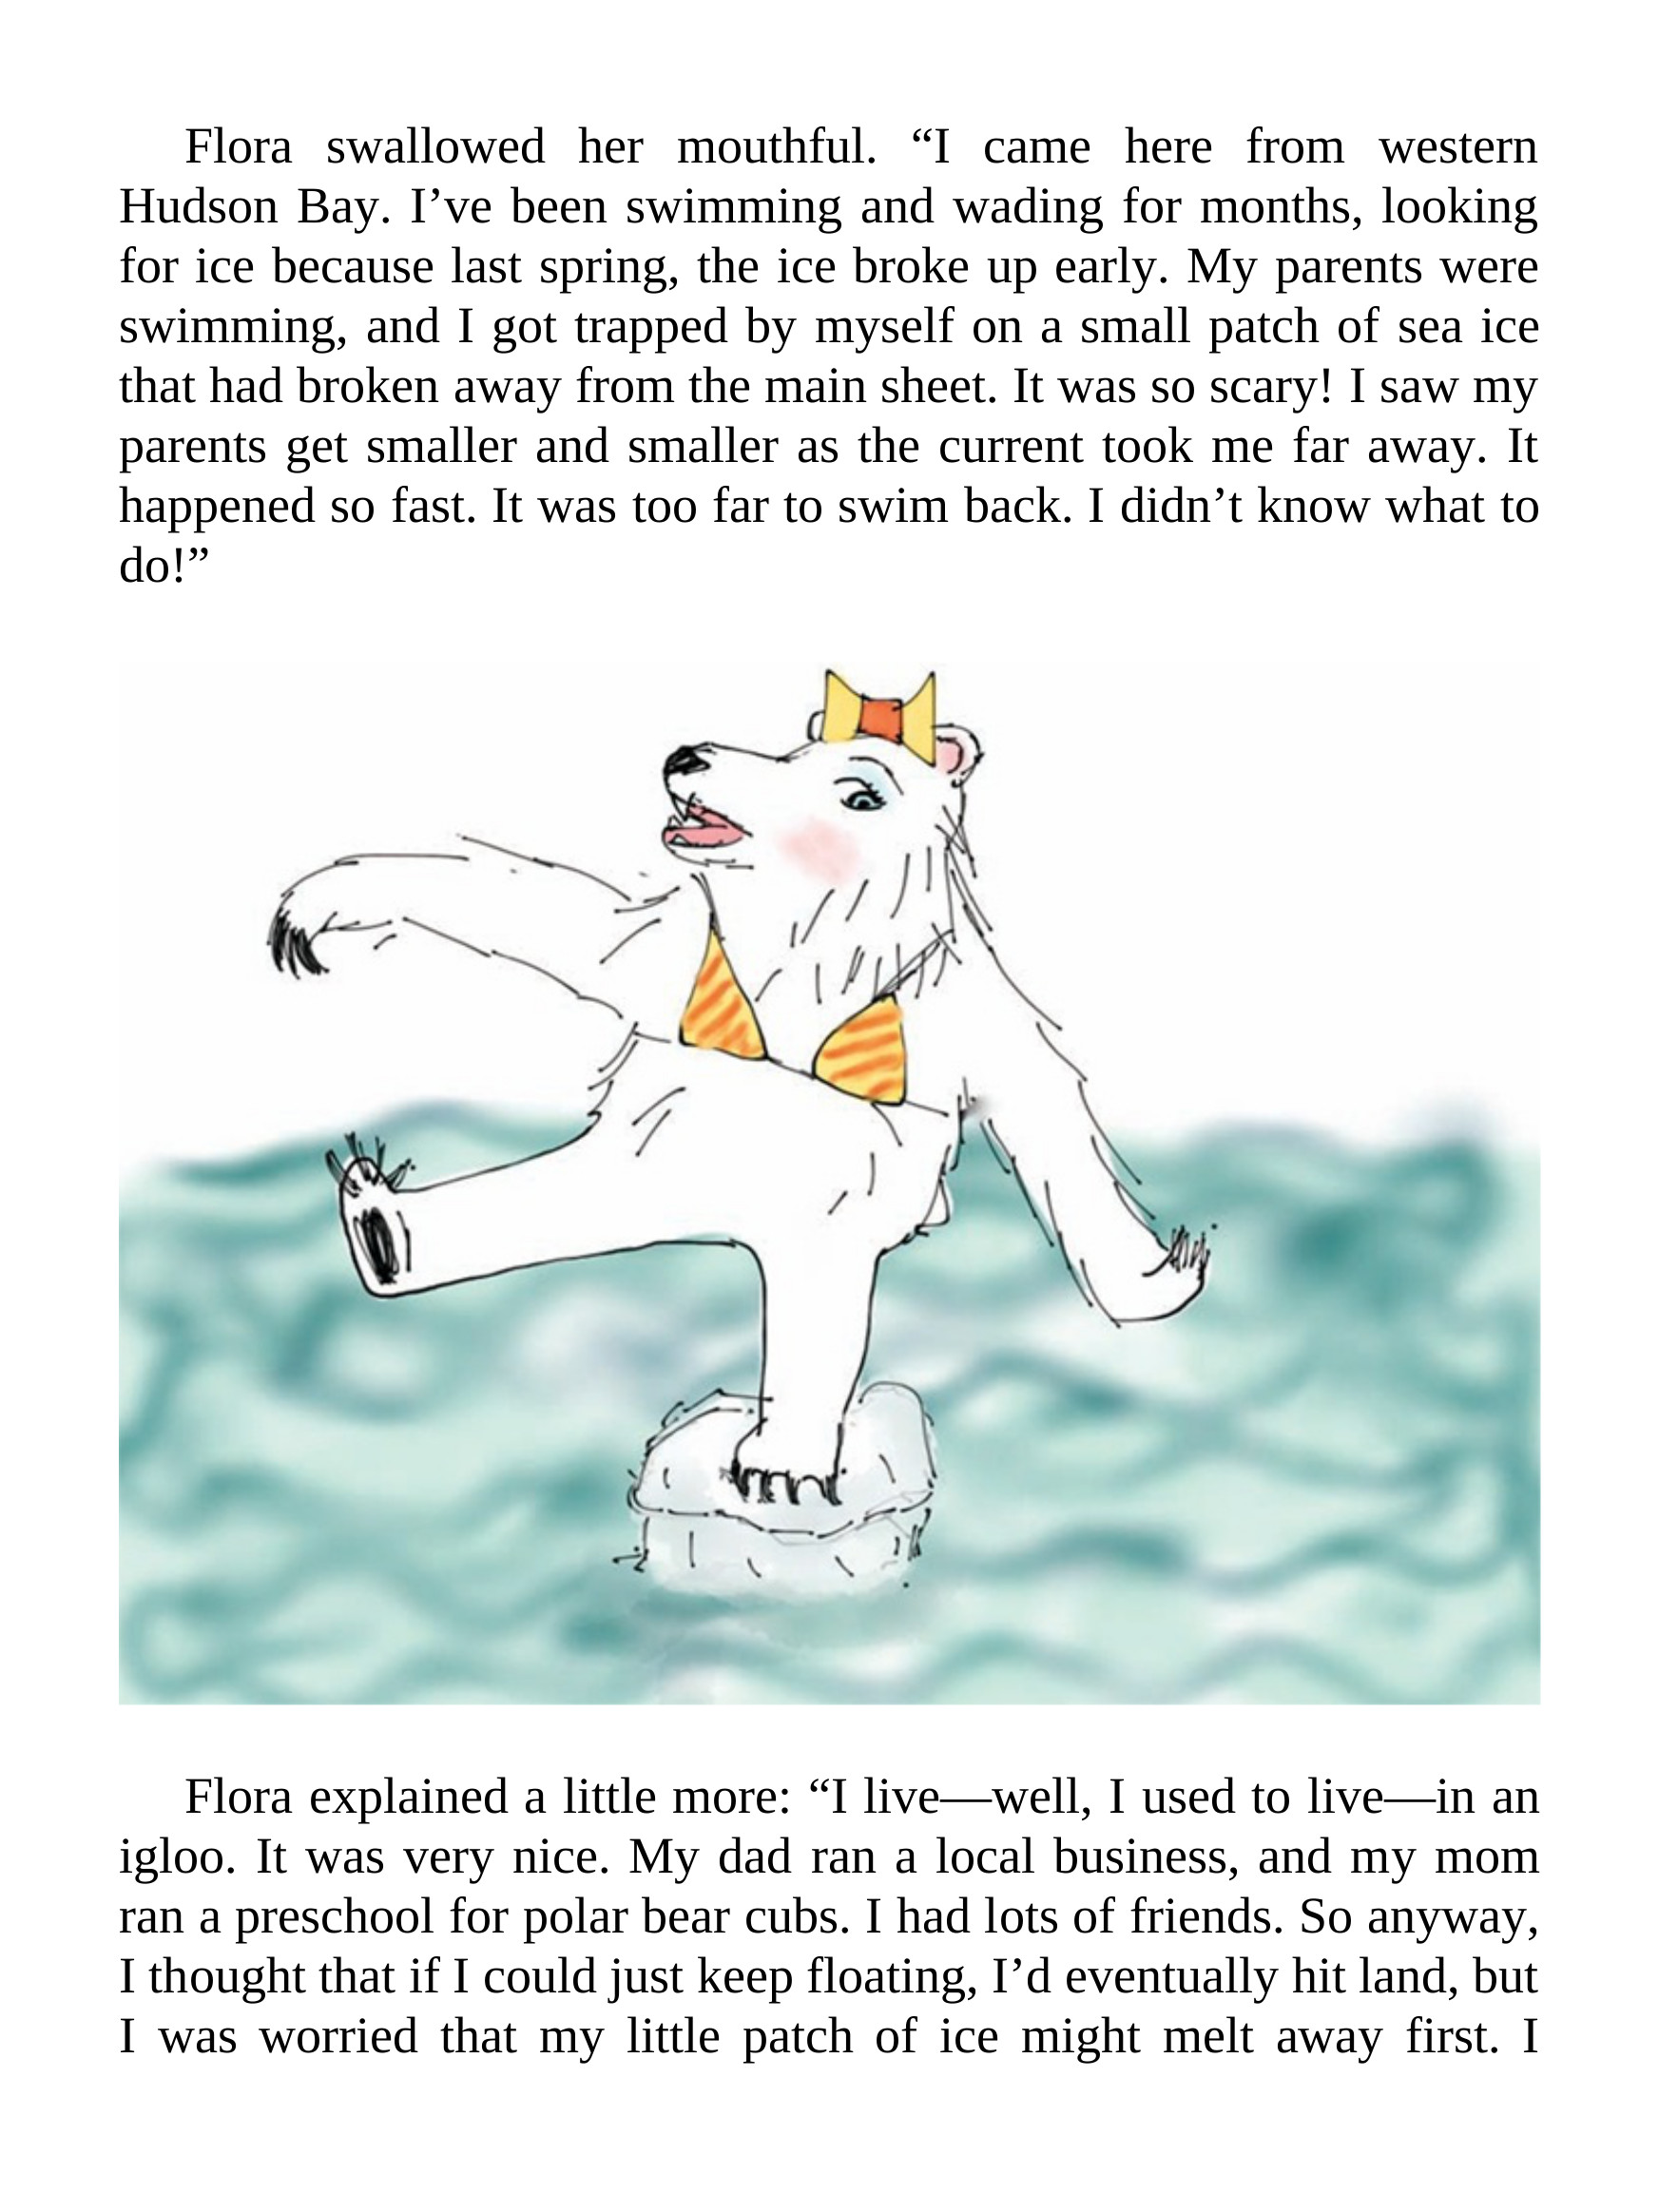 Flora swallowed her mouthful. “I came here from western
Hudson Bay. I’ve been swimming and wading for months, looking
for ice because last spring, the ice broke up early. My parents were
swimming, and I got trapped by myself on a small patch of sea ice
that had broken away from the main sheet. It was so scary! I saw my
parents get smaller and smaller as the current took me far away. It
happened so fast. It was too far to swim back. I didn’t know what to
do!”
Flora explained a little more: “I live—well, I used to live—in an
igloo. It was very nice. My dad ran a local business, and my mom
ran a preschool for polar bear cubs. I had lots of friends. So anyway,
I thought that if I could just keep floating, I’d eventually hit land, but
I was worried that my little patch of ice might melt away first. I